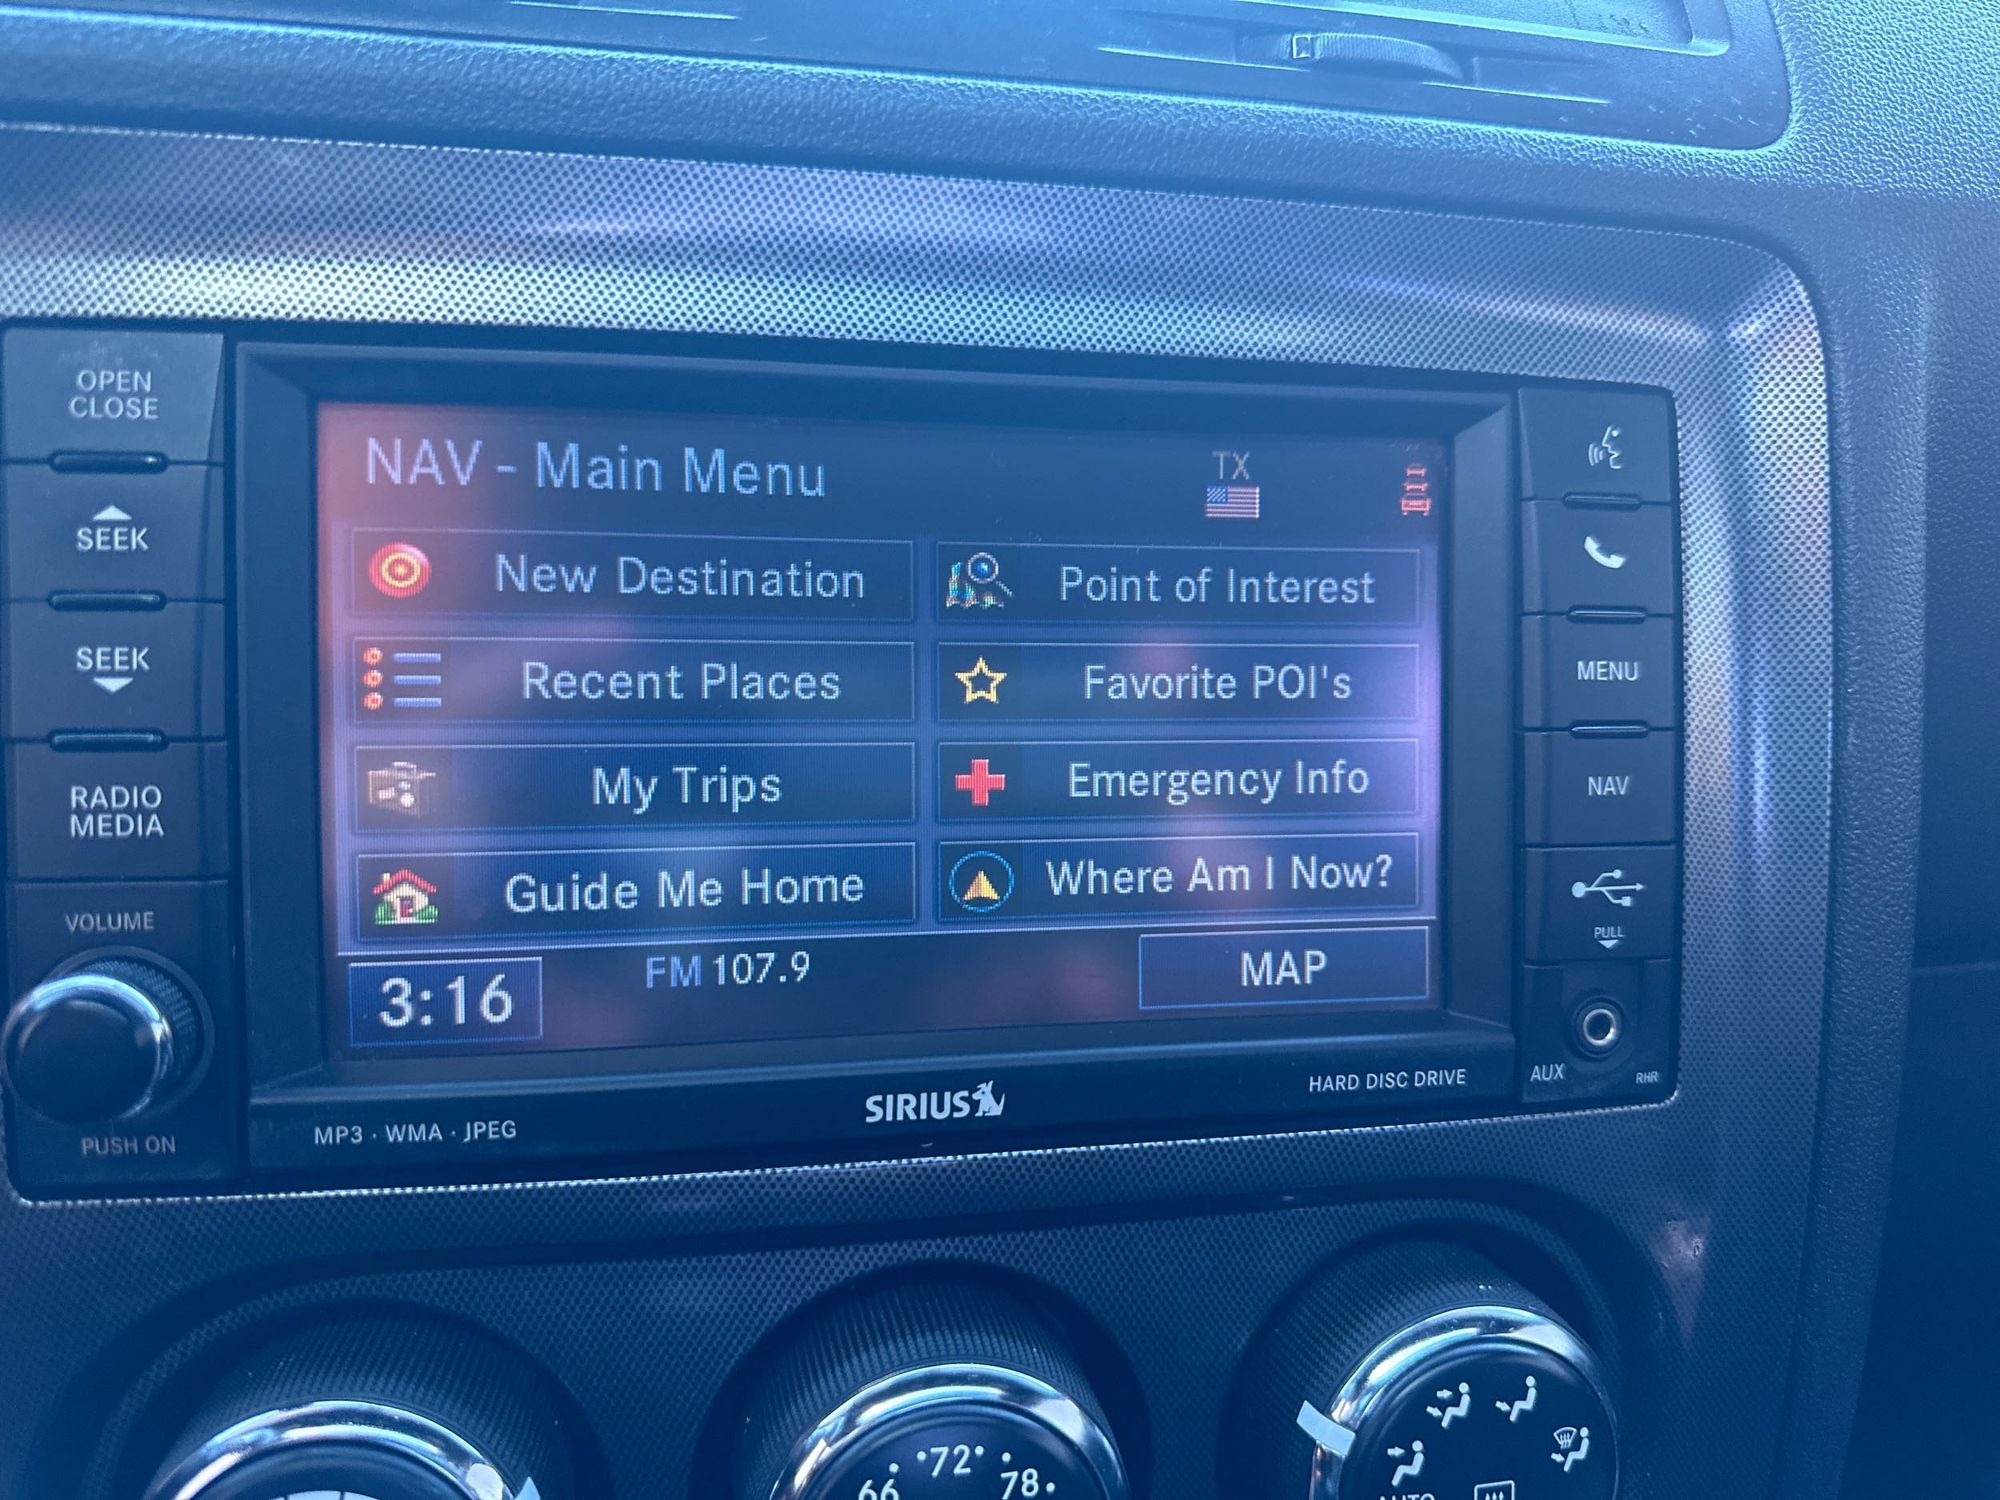 OPEN
CLOSE
SEEK
SEEK
RADIO
MEDIA
VOLUME
PUSH ON
NAV - Main Menu
TX
New Destination
Point of Interest
Recent Places
Favorite POI's
My Trips
Emergency Info
Guide Me Home
Where Am I Now?
3:16
FM 107.9
MAP
MENU
NAV
PULL
AUX
RHR
MP3 · WMA · JPEG
SIRIUS
HARD DISC DRIVE
66 · 72° · 78
AUTO